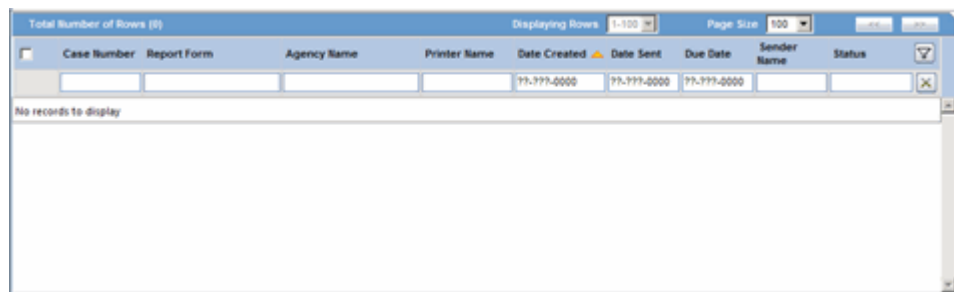 Total Number of Rows (0) Displaying Rows 1-100 Page Size 100 << >>
Case Number Report Form Agency Name Printer Name Date Created Date Sent Due Date Sender Name Status
??-???-0000 ??-???-0000 ??-???-0000
No records to display